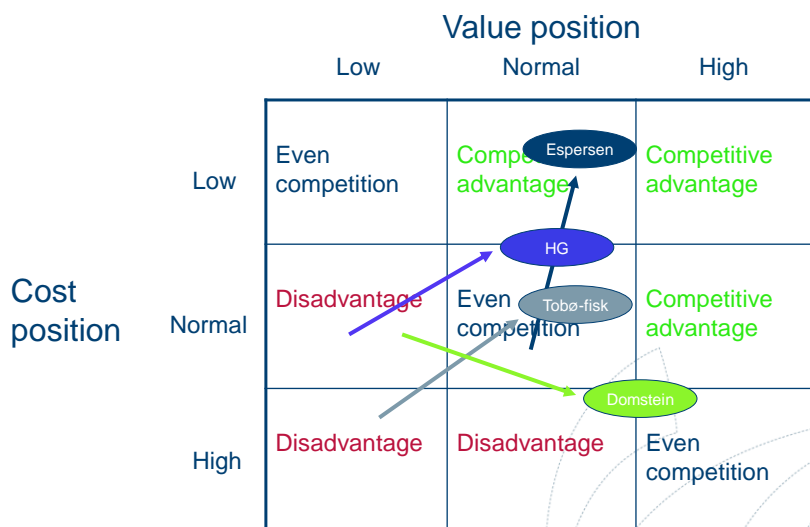 Value position
Low Normal High
Espersen
Low
Even
competition
Compe
advantage
Competitive
advantage
HG
Cost
position
Normal
Disadvantage
Even
competition
Tobø-fisk
Competitive
advantage
Domstein
High
Disadvantage
Disadvantage
Even
competition